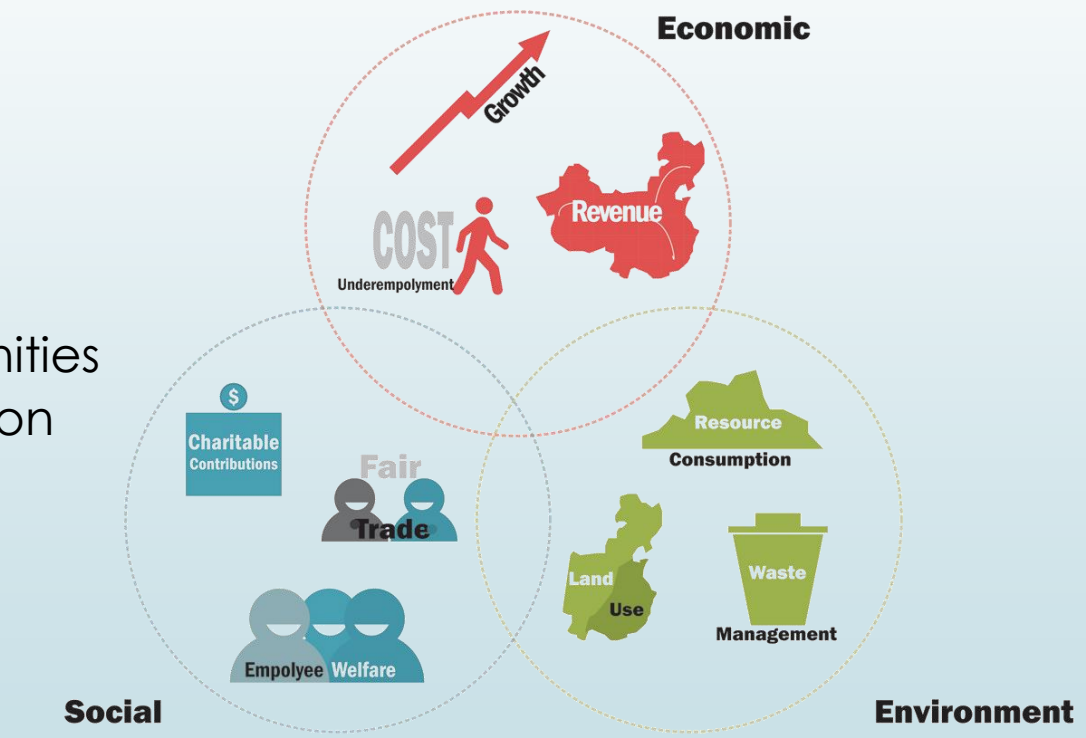 Economic
Growth
Revenue
COST
Underempolyment
nities
on
$
Charitable
Contributions
Fair
Trade
Empolyee Welfare
Social
Resource
Consumption
Land
Use
Waste
Management
Environment